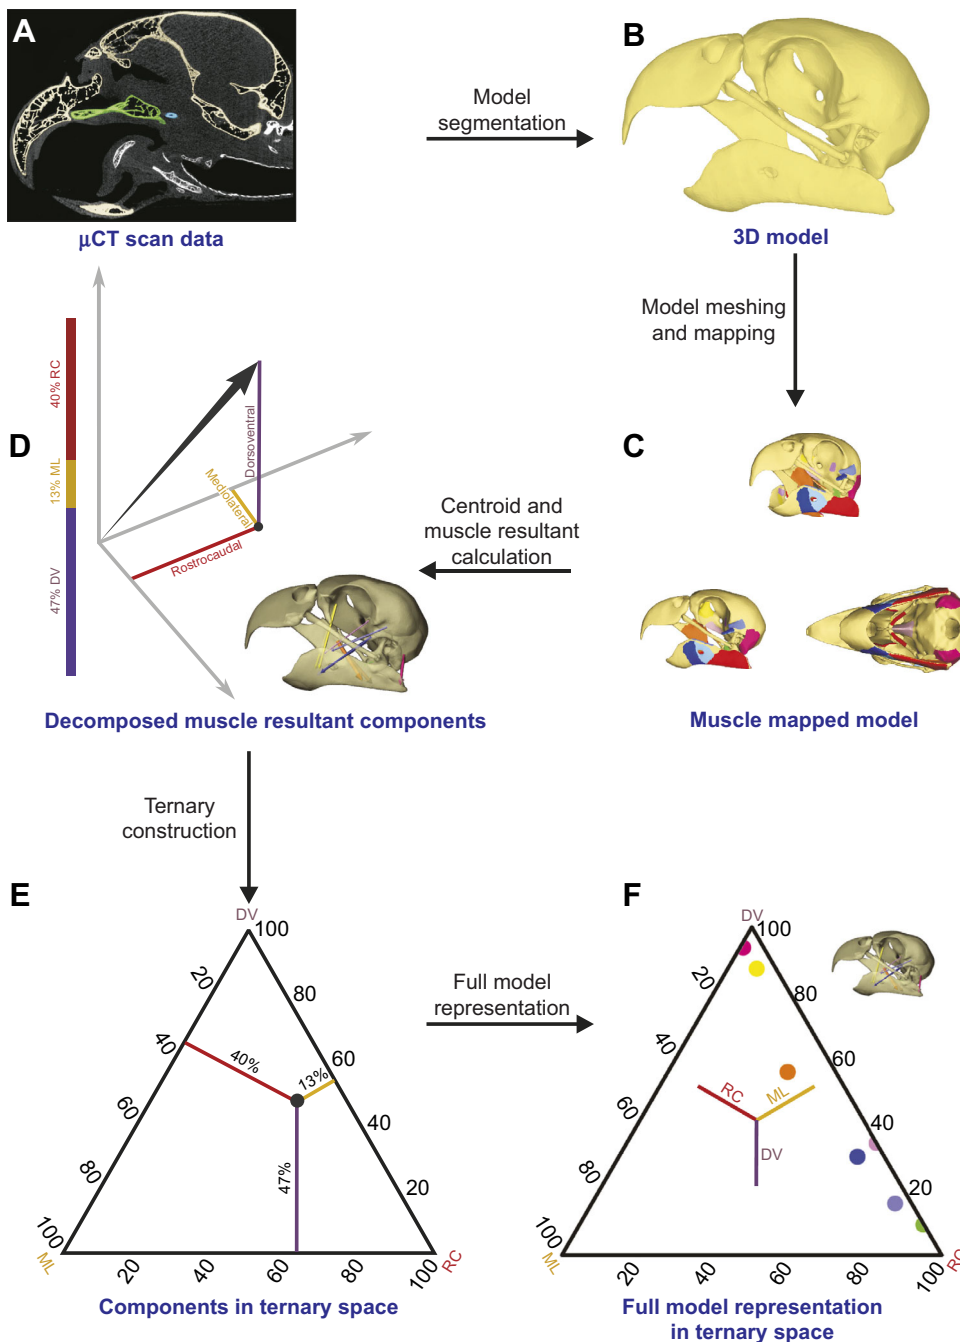 A
μCT scan data
Model
segmentation
B
3D model
Model meshing
and mapping
C
Muscle mapped model
Centroid and
muscle resultant
calculation
D
40% RC
13% ML
47% DV
Dorsoventral
Mediolateral
Rostrocaudal
Decomposed muscle resultant components
Ternary
construction
E
DV
100
20
80
40
60
60
40
80
20
100
ML
20
40
60
80
100
RC
40%
13%
47%
Components in ternary space
Full model
representation
F
DV
100
20
80
40
60
60
40
80
20
100
ML
20
40
60
80
100
RC
RC
ML
DV
Full model representation
in ternary space